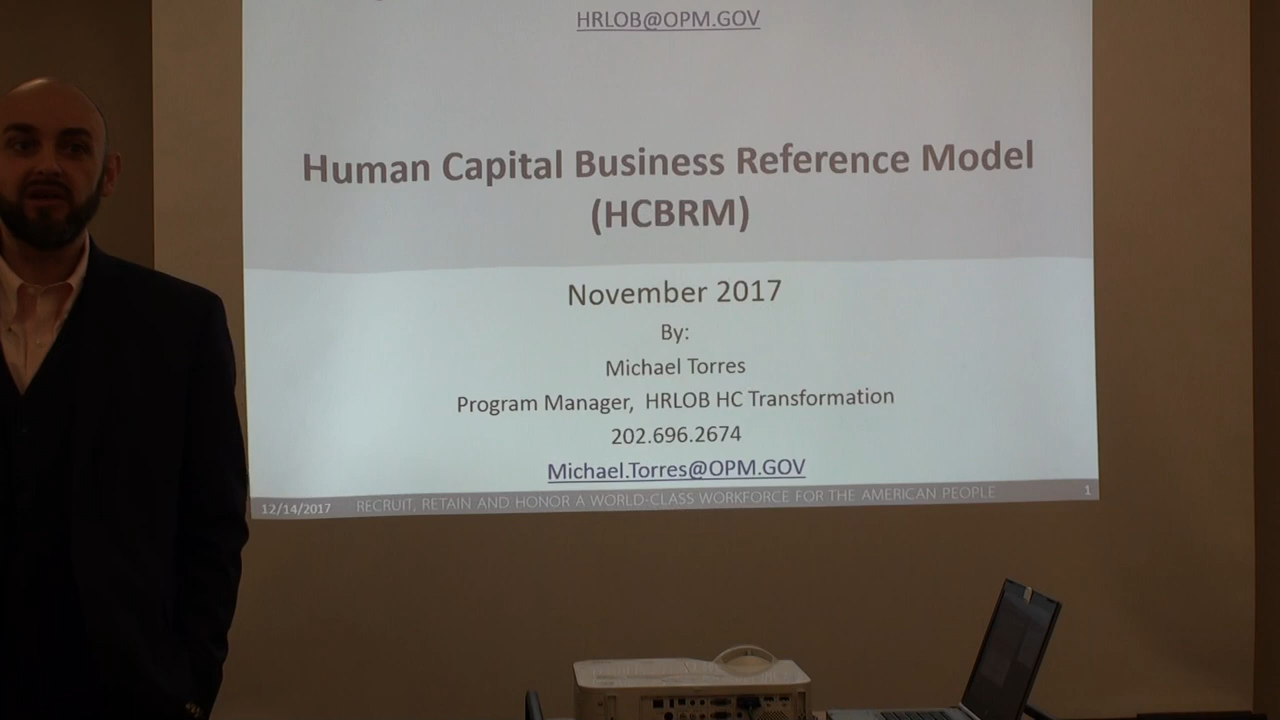 HRLOB@OPM.GOV
Human Capital Business Reference Model
(HCBRM)
November 2017
By:
Michael Torres
Program Manager, HRLOB HC Transformation
202.696.2674
Michael.Torres@OPM.GOV
12/14/2017 RECRUIT, RETAIN AND HONOR A WORLD-CLASS WORKFORCE FOR THE AMERICAN PEOPLE 1